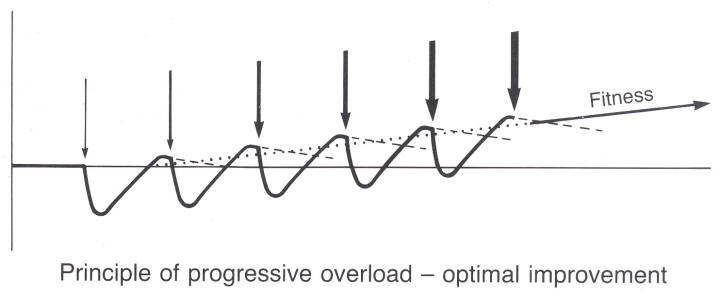 Fitness
Principle of progressive overload – optimal improvement